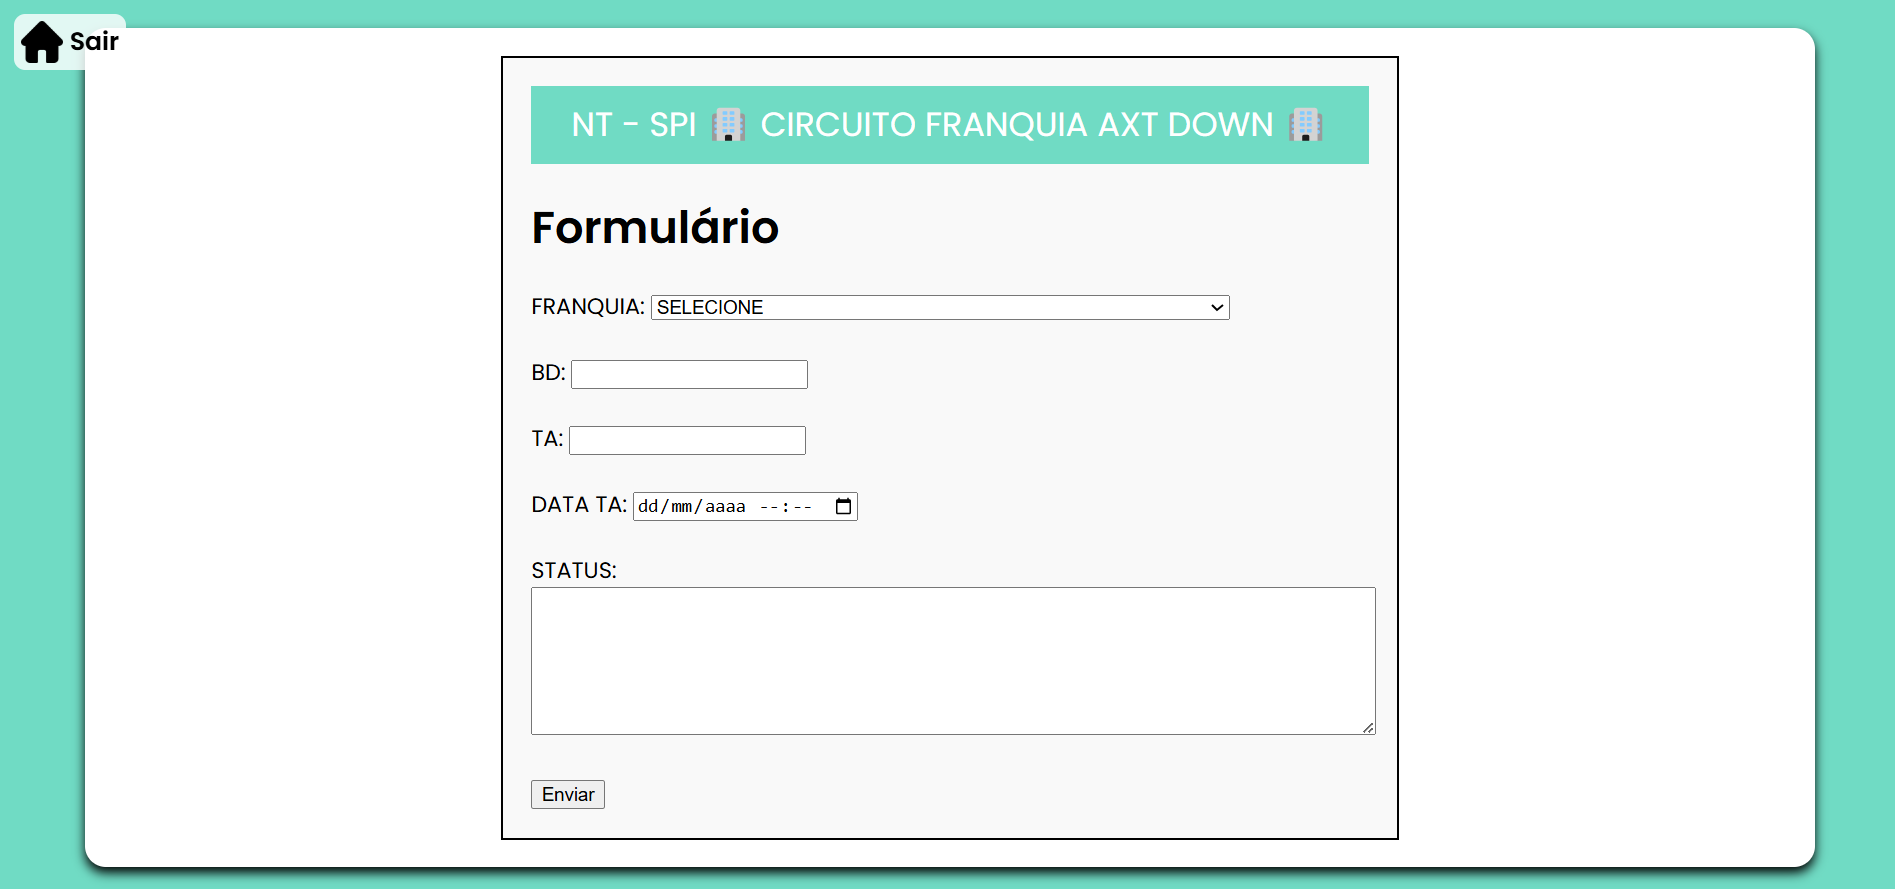 Sair
NT - SPI 🏢 CIRCUITO FRANQUIA AXT DOWN 🏢
Formulário
FRANQUIA: SELECIONE
BD:
TA:
DATA TA: dd/mm/aaaa --:--
STATUS:
Enviar